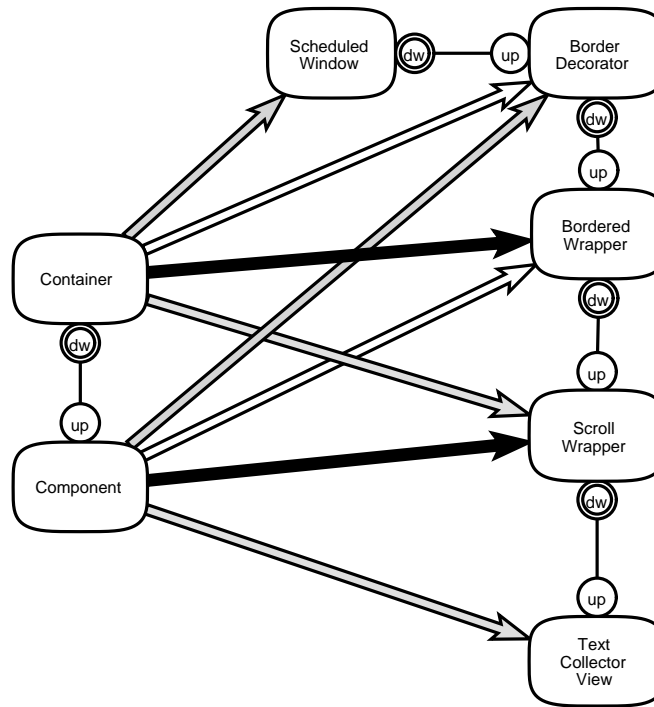 Scheduled
Window
dw
up
Border
Decorator
dw
up
Bordered
Wrapper
Container
dw
dw
up
up
Scroll
Wrapper
Component
dw
up
Text
Collector
View